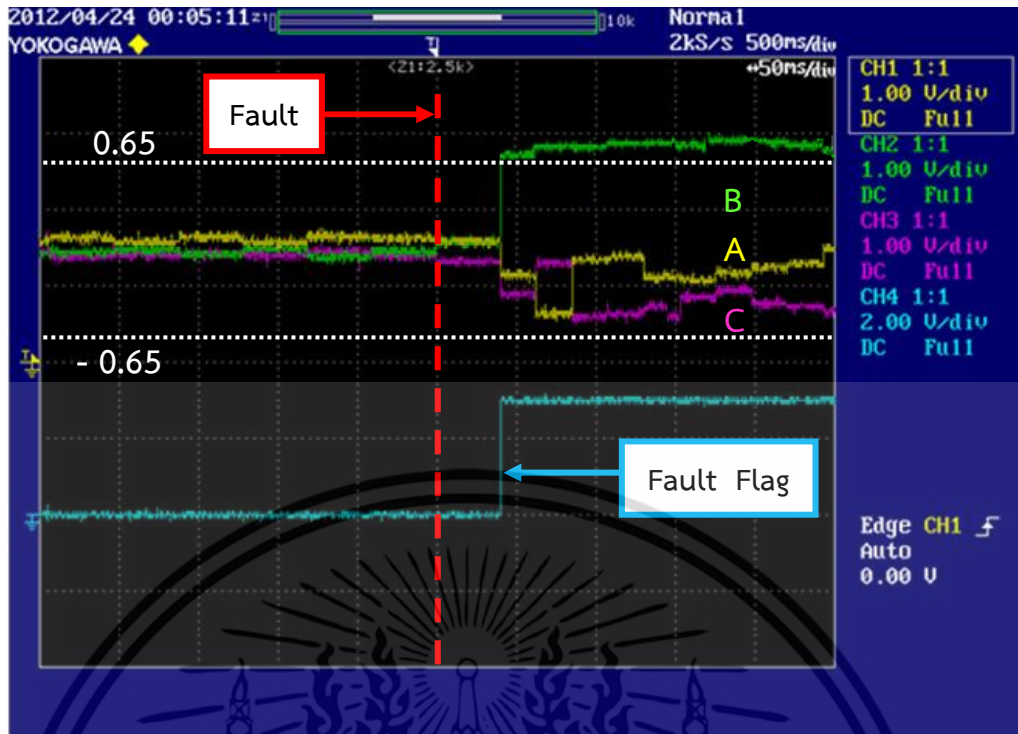 2012/04/24 00:05:11
10k
Normal
YOKOGAWA
2kS/s 500ms/div
<Z1:2.5k>
50ms/div
CH1 1:1
1.00 V/div
DC Full
CH2 1:1
1.00 V/div
DC Full
CH3 1:1
1.00 V/div
DC Full
CH4 1:1
2.00 V/div
DC Full
Fault
0.65
B
A
C
- 0.65
Fault Flag
Edge CH1
Auto
0.00 V